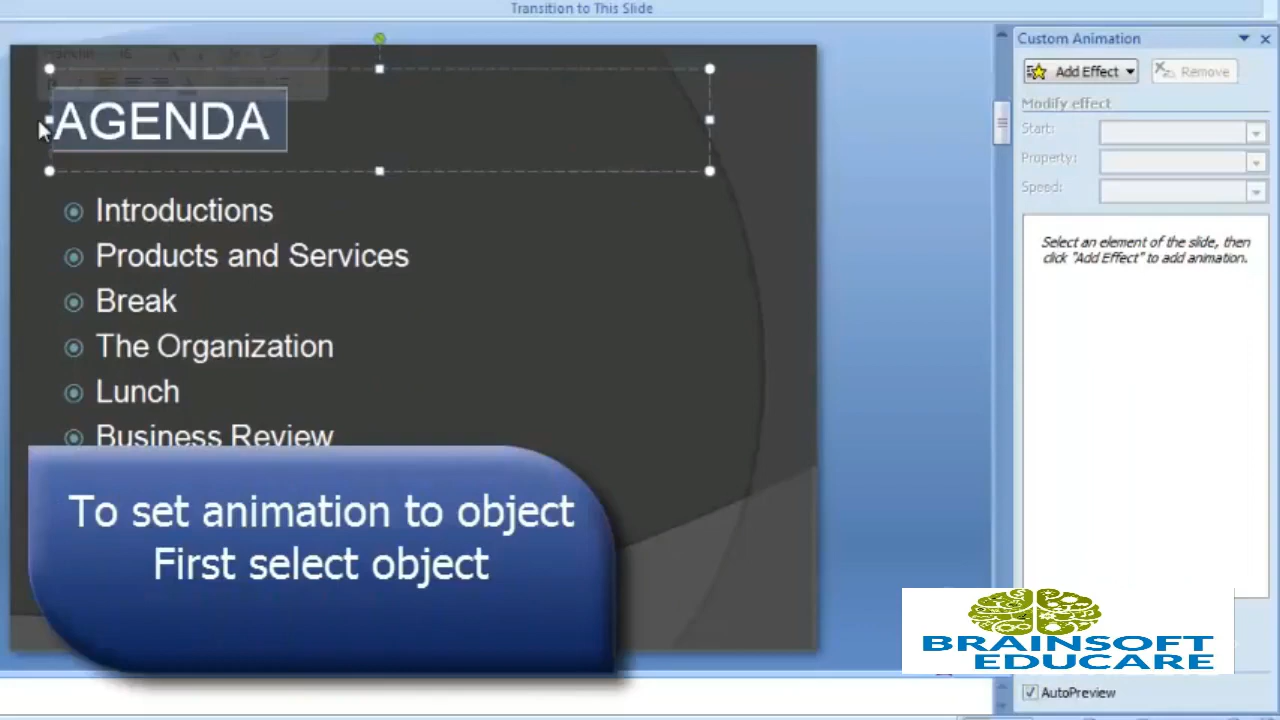 Transition to This Slide
Custom Animation
Add Effect
Remove
Modify effect
Start:
Property:
Speed:
Select an element of the slide, then
click "Add Effect" to add animation.
AGENDA
Introductions
Products and Services
Break
The Organization
Lunch
Business Review
To set animation to object
First select object
BRAINSOFT
EDUCARE
AutoPreview